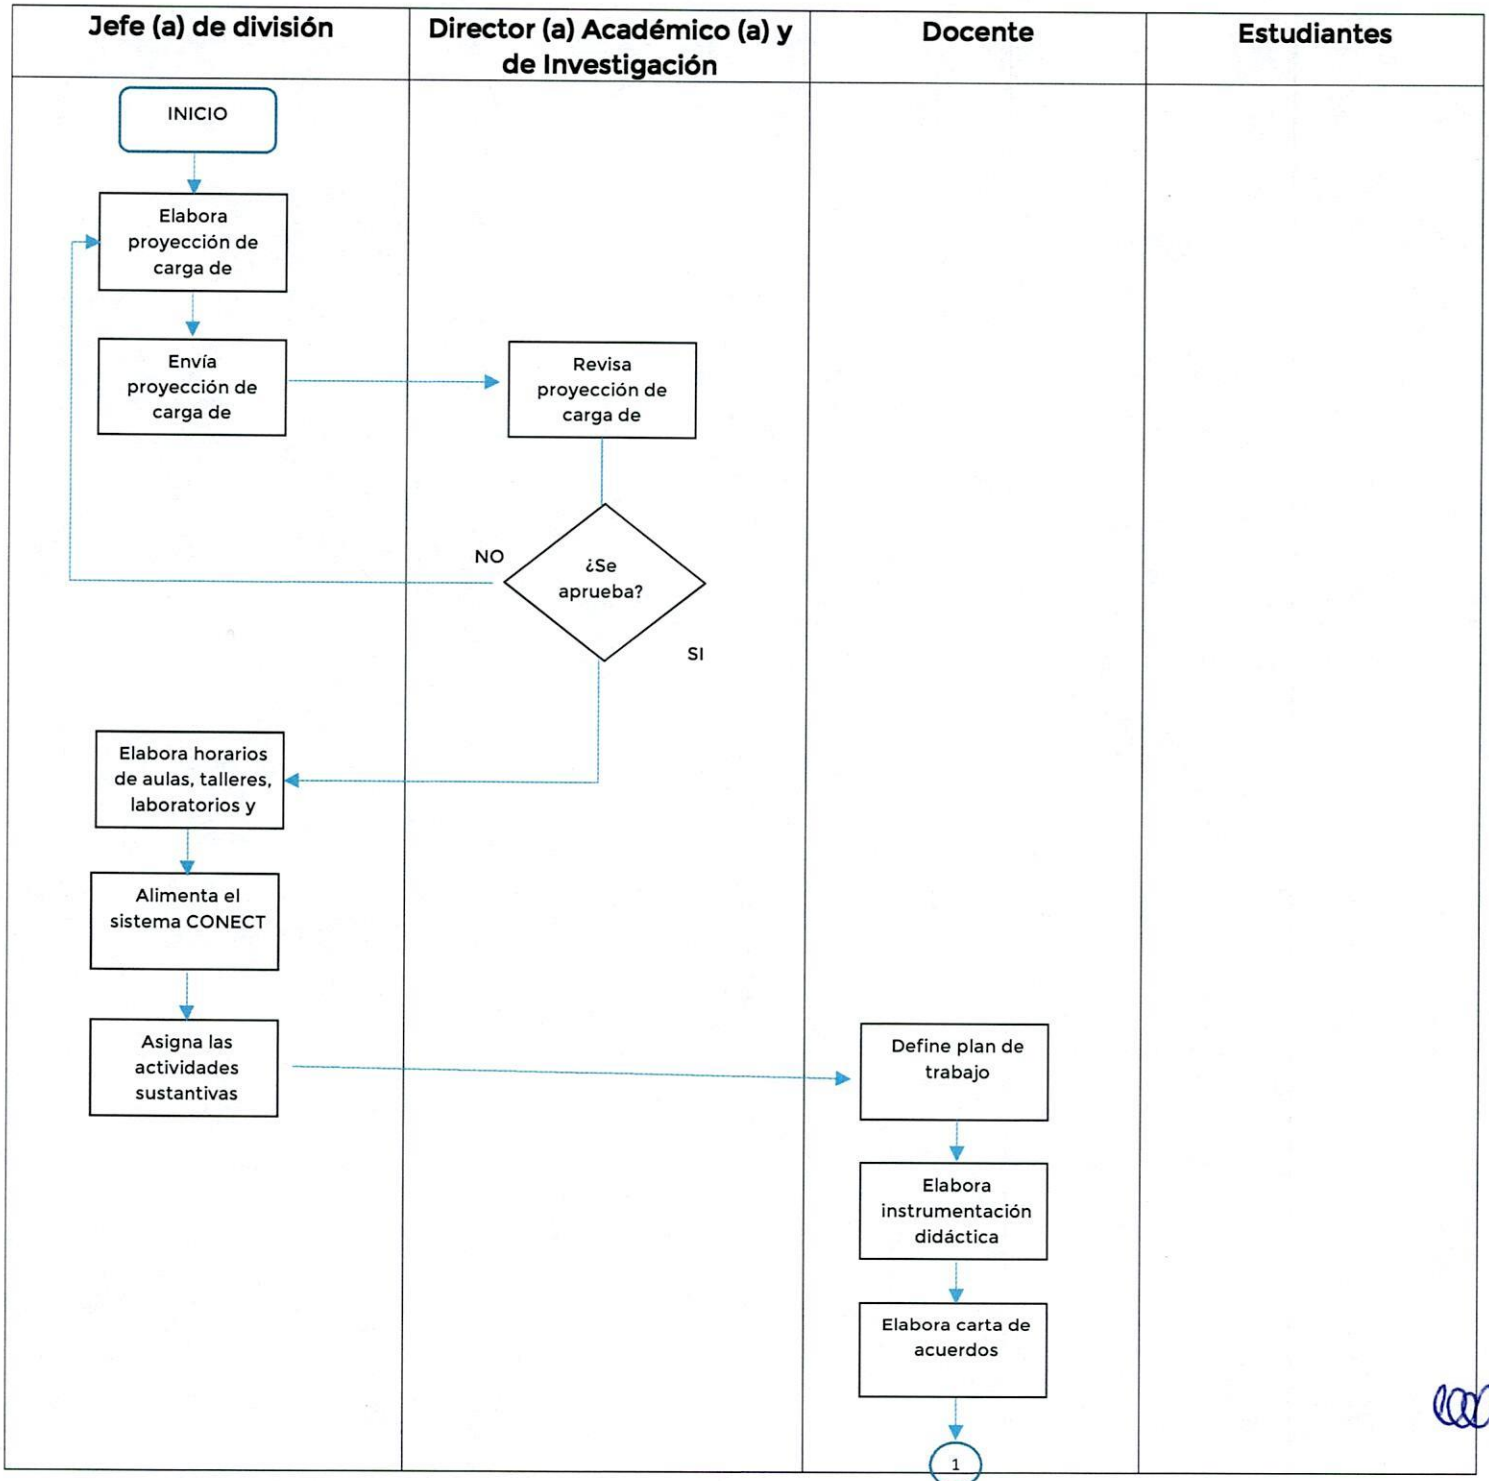 Jefe (a) de división
Director (a) Académico (a) y
de Investigación
Docente
Estudiantes
INICIO
Elabora
proyección de
carga de
Envía
proyección de
carga de
Revisa
proyección de
carga de
NO
¿Se
aprueba?
SI
Elabora horarios
de aulas, talleres,
laboratorios y
Alimenta el
sistema CONECT
Asigna las
actividades
sustantivas
Define plan de
trabajo
Elabora
instrumentación
didáctica
Elabora carta de
acuerdos
1